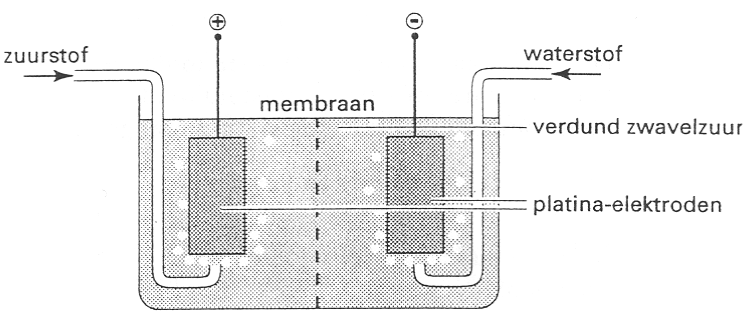 +
-
zuurstof
waterstof
membraan
verdund zwavelzuur
platina-elektroden